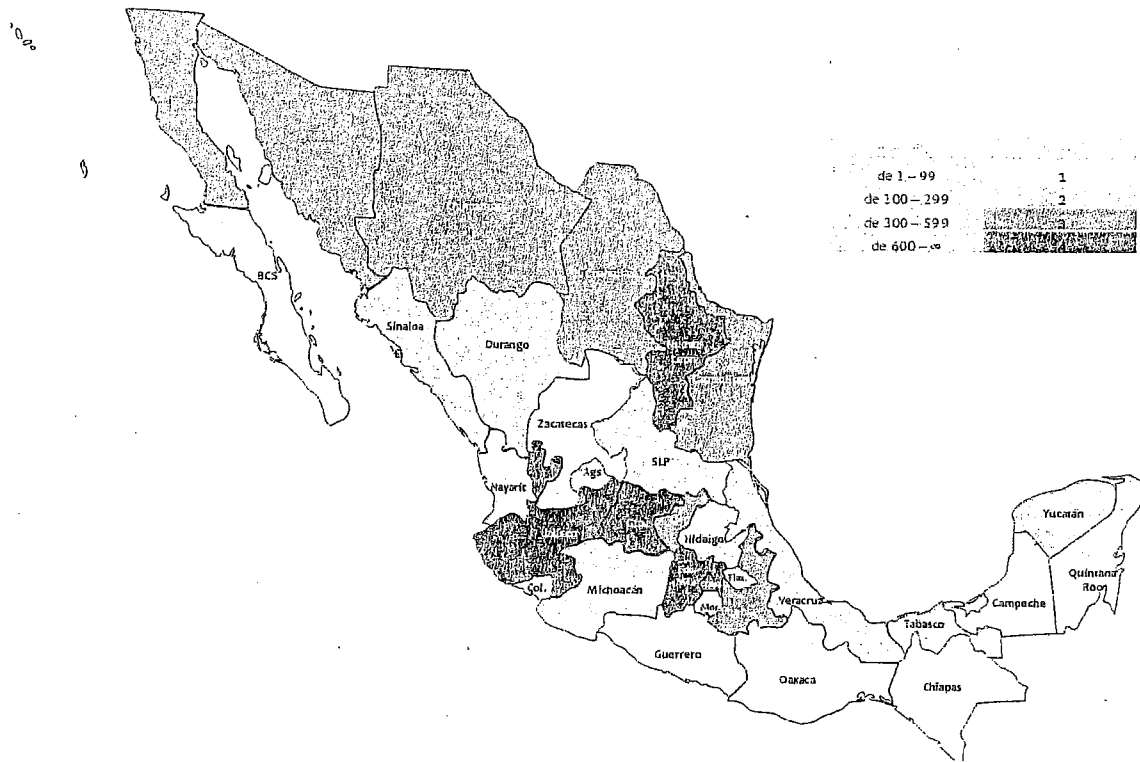 de 1 – 99 1
de 100 – 299 2
de 300 – 599 3
de 600 – ∞
BCS
Sinaloa
Durango
Zacatecas
SLP
Ags
Nayarit
Hidalgo
Yucatán
Quintana
Roo
Campeche
Col.
Michoacán
Tlax.
Mor.
Veracruz
Tabasco
Guerrero
Oaxaca
Chiapas